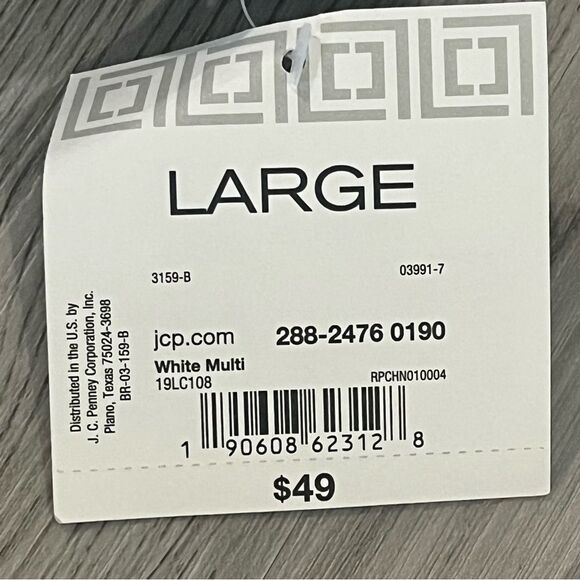 LARGE
3159-B 03991-7
Distributed in the U.S. by
J. C. Penney Corporation, Inc.
Plano, Texas 75024-3698
BR-03-159-B
jcp.com 288-2476 0190
White Multi
19LC108 RPCHN010004
1 90608 62312 8
$49